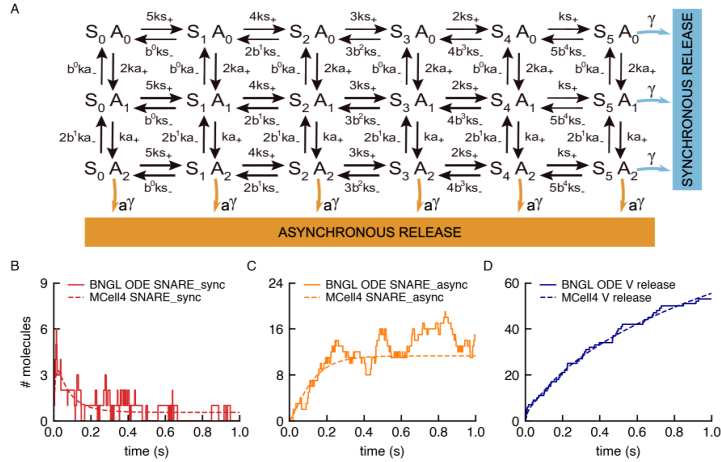 A
S0A0 5ks+ b0ks- S1A0 4ks+ 2b1ks- S2A0 3ks+ 3b2ks- S3A0 2ks+ 4b3ks- S4A0 ks+ 5b4ks- S5A0 γ
b0ka- 2ka+ b0ka- 2ka+ b0ka- 2ka+ b0ka- 2ka+ b0ka- 2ka+ b0ka- 2ka+
S0A1 5ks+ b0ks- S1A1 4ks+ 2b1ks- S2A1 3ks+ 3b2ks- S3A1 2ks+ 4b3ks- S4A1 ks+ 5b4ks- S5A1 γ
2b1ka- ka+ 2b1ka- ka+ 2b1ka- ka+ 2b1ka- ka+ 2b1ka- ka+ 2b1ka- ka+
S0A2 5ks+ b0ks- S1A2 4ks+ 2b1ks- S2A2 3ks+ 3b2ks- S3A2 2ks+ 4b3ks- S4A2 ks+ 5b4ks- S5A2 γ
aγ aγ aγ aγ aγ aγ
SYNCHRONOUS RELEASE
ASYNCHRONOUS RELEASE
B
BNGL ODE SNARE_sync
MCell4 SNARE_sync
# molecules
9
6
3
0
0.0 0.2 0.4 0.6 0.8 1.0
time (s)
C
BNGL ODE SNARE_async
MCell4 SNARE_async
24
16
8
0
0.0 0.2 0.4 0.6 0.8 1.0
time (s)
D
BNGL ODE V release
MCell4 V release
60
40
20
0
0.0 0.2 0.4 0.6 0.8 1.0
time (s)